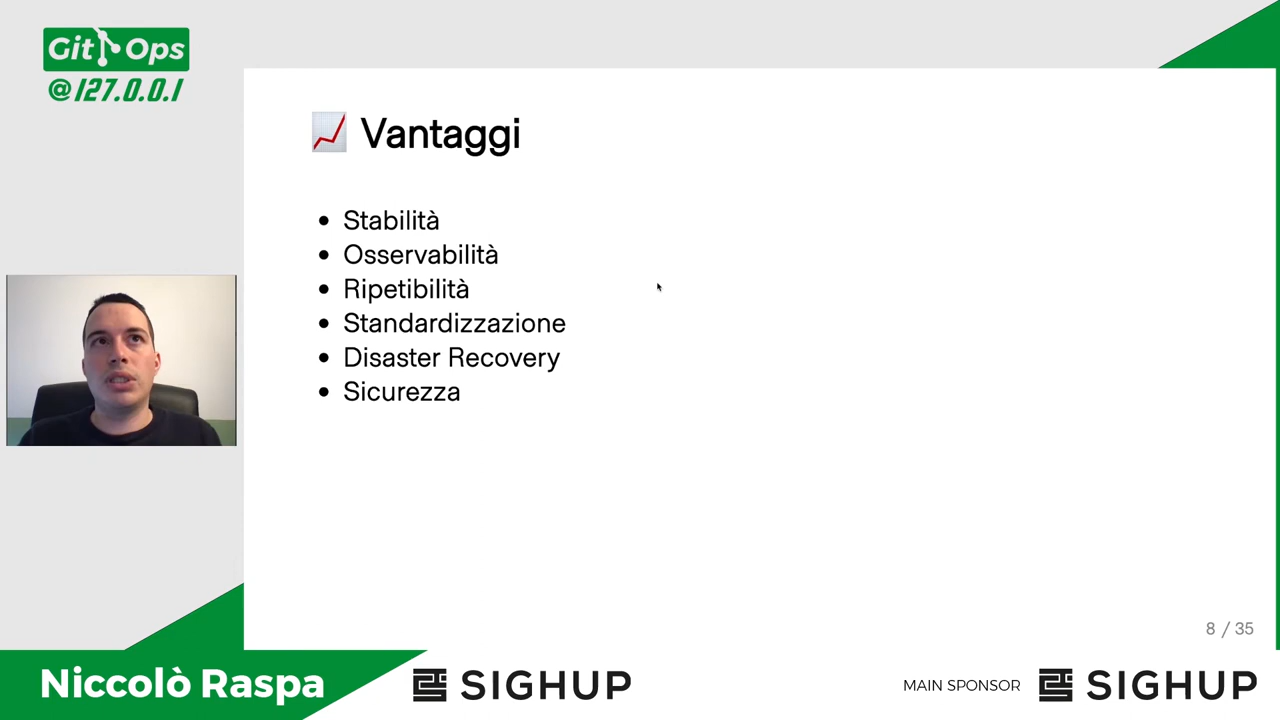 Git Ops
@127.0.0.1
Vantaggi
Stabilità
Osservabilità
Ripetibilità
Standardizzazione
Disaster Recovery
Sicurezza
8 / 35
Niccolò Raspa
SIGHUP
MAIN SPONSOR
SIGHUP